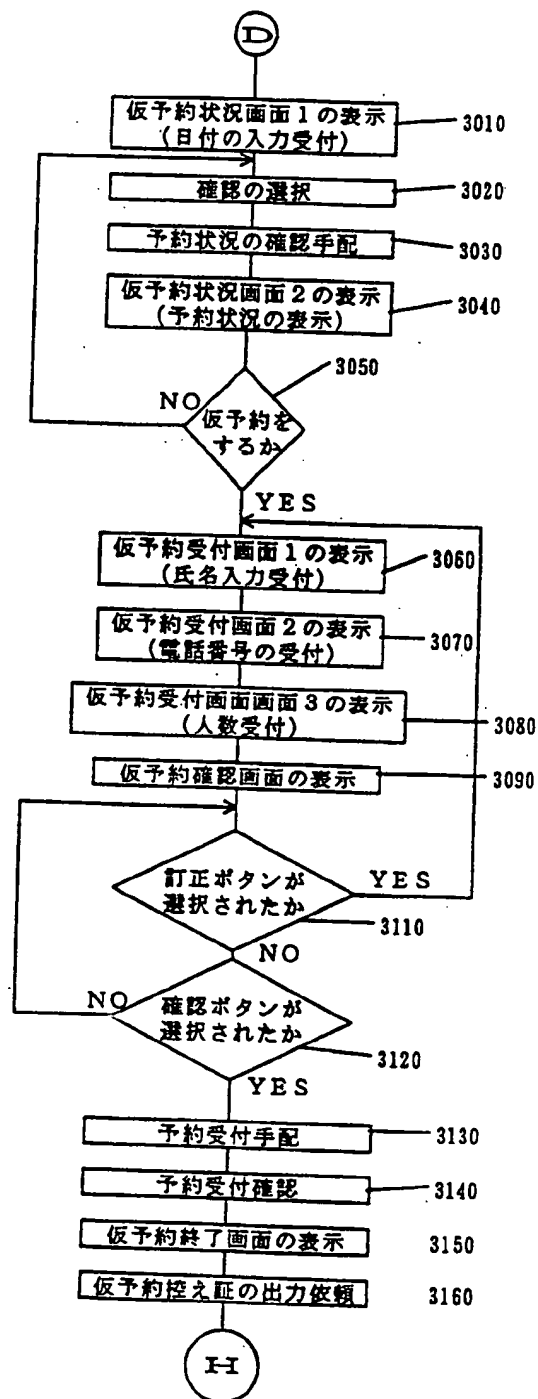 D
仮予約状況画面1の表示
(日付の入力受付)
3010
確認の選択
3020
予約状況の確認手配
3030
仮予約状況画面2の表示
(予約状況の表示)
3040
3050
NO
仮予約を
するか
YES
仮予約受付画面1の表示
(氏名入力受付)
3060
仮予約受付画面2の表示
(電話番号の受付)
3070
仮予約受付画面画面3の表示
(人数受付)
3080
仮予約確認画面の表示
3090
訂正ボタンが
選択されたか
YES
3110
NO
NO
確認ボタンが
選択されたか
3120
YES
予約受付手配
3130
予約受付確認
3140
仮予約終了画面の表示
3150
仮予約控え証の出力依頼
3160
H